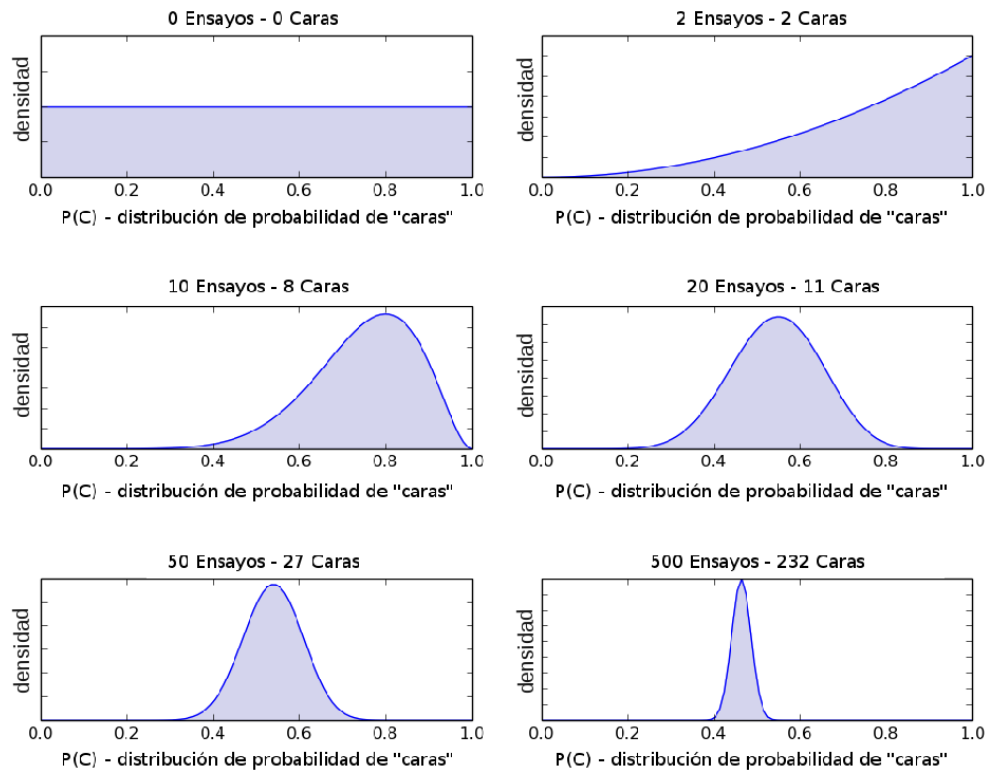 0 Ensayos - 0 Caras
densidad
0.0 0.2 0.4 0.6 0.8 1.0
P(C) - distribución de probabilidad de "caras"
2 Ensayos - 2 Caras
densidad
0.0 0.2 0.4 0.6 0.8 1.0
P(C) - distribución de probabilidad de "caras"
10 Ensayos - 8 Caras
densidad
0.0 0.2 0.4 0.6 0.8 1.0
P(C) - distribución de probabilidad de "caras"
20 Ensayos - 11 Caras
densidad
0.0 0.2 0.4 0.6 0.8 1.0
P(C) - distribución de probabilidad de "caras"
50 Ensayos - 27 Caras
densidad
0.0 0.2 0.4 0.6 0.8 1.0
P(C) - distribución de probabilidad de "caras"
500 Ensayos - 232 Caras
densidad
0.0 0.2 0.4 0.6 0.8 1.0
P(C) - distribución de probabilidad de "caras"